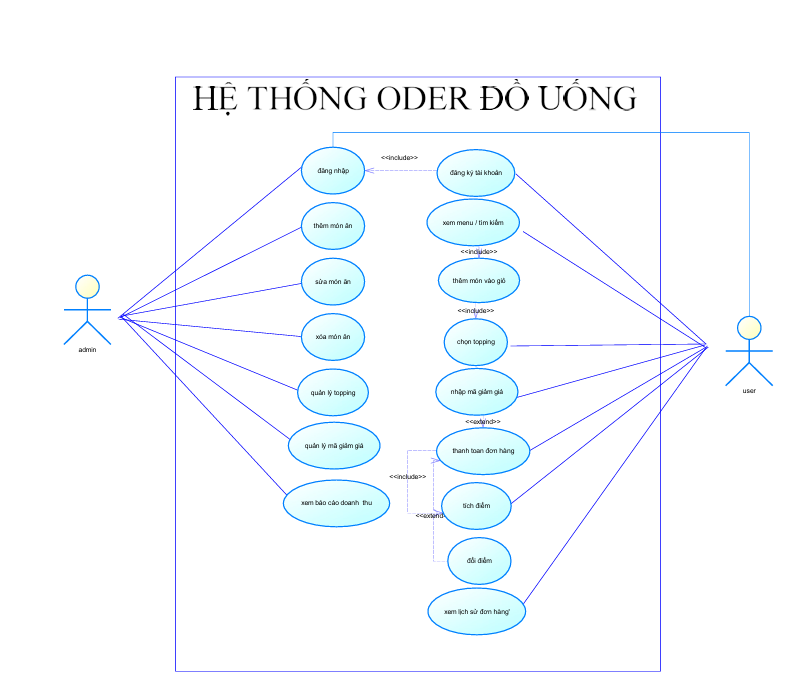 HỆ THỐNG ODER ĐỒ UỐNG
<<include>>
đăng nhập
đăng ký tài khoản
thêm món ăn
xem menu / tìm kiếm
<<include>>
sửa món ăn
thêm món vào giỏ
<<include>>
xóa món ăn
chọn topping
admin
user
quản lý topping
nhập mã giảm giá
<<extend>>
quản lý mã giảm giá
thanh toan đơn hàng
<<include>>
xem báo cáo doanh thu
tích điểm
<<extend
đổi điểm
xem lịch sử đơn hàng'